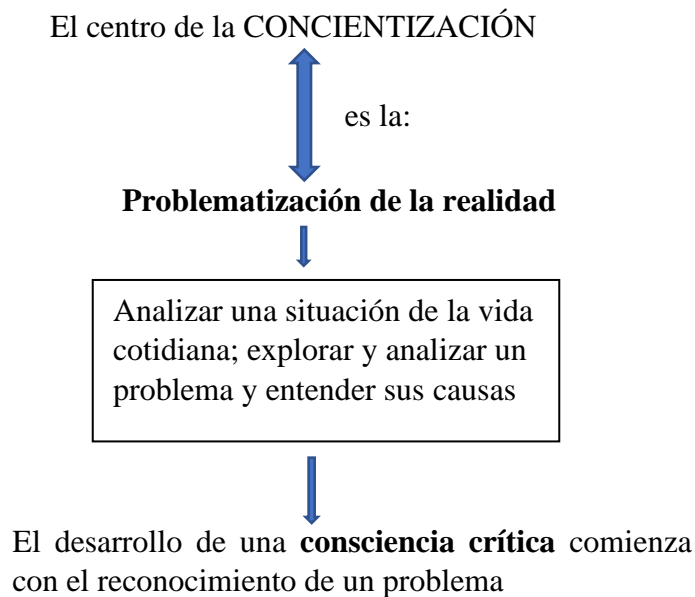 El centro de la CONCIENTIZACIÓN
es la:
Problematización de la realidad
Analizar una situación de la vida
cotidiana; explorar y analizar un
problema y entender sus causas
El desarrollo de una consciencia crítica comienza
con el reconocimiento de un problema